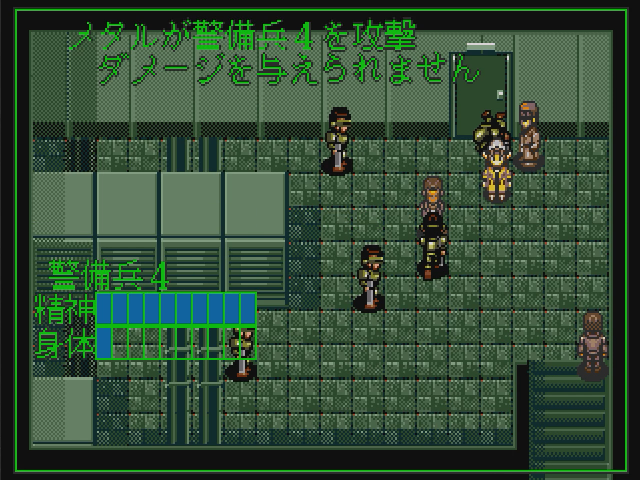 メタルが警備兵4を攻撃
ダメージを与えられません
警備兵4
精神
身体